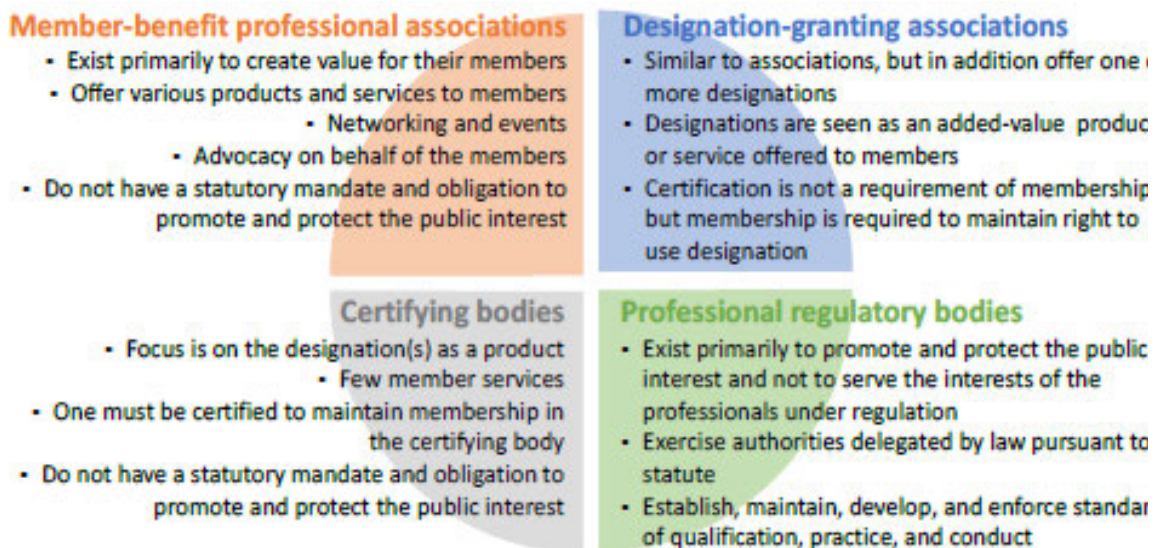 Member-benefit professional associations
▪ Exist primarily to create value for their members
▪ Offer various products and services to members
▪ Networking and events
▪ Advocacy on behalf of the members
▪ Do not have a statutory mandate and obligation to
promote and protect the public interest
Designation-granting associations
▪ Similar to associations, but in addition offer one
more designations
▪ Designations are seen as an added-value produc
or service offered to members
▪ Certification is not a requirement of membership
but membership is required to maintain right to
use designation
Certifying bodies
▪ Focus is on the designation(s) as a product
▪ Few member services
▪ One must be certified to maintain membership in
the certifying body
▪ Do not have a statutory mandate and obligation to
promote and protect the public interest
Professional regulatory bodies
▪ Exist primarily to promote and protect the public
interest and not to serve the interests of the
professionals under regulation
▪ Exercise authorities delegated by law pursuant to
statute
▪ Establish, maintain, develop, and enforce standar
of qualification, practice, and conduct